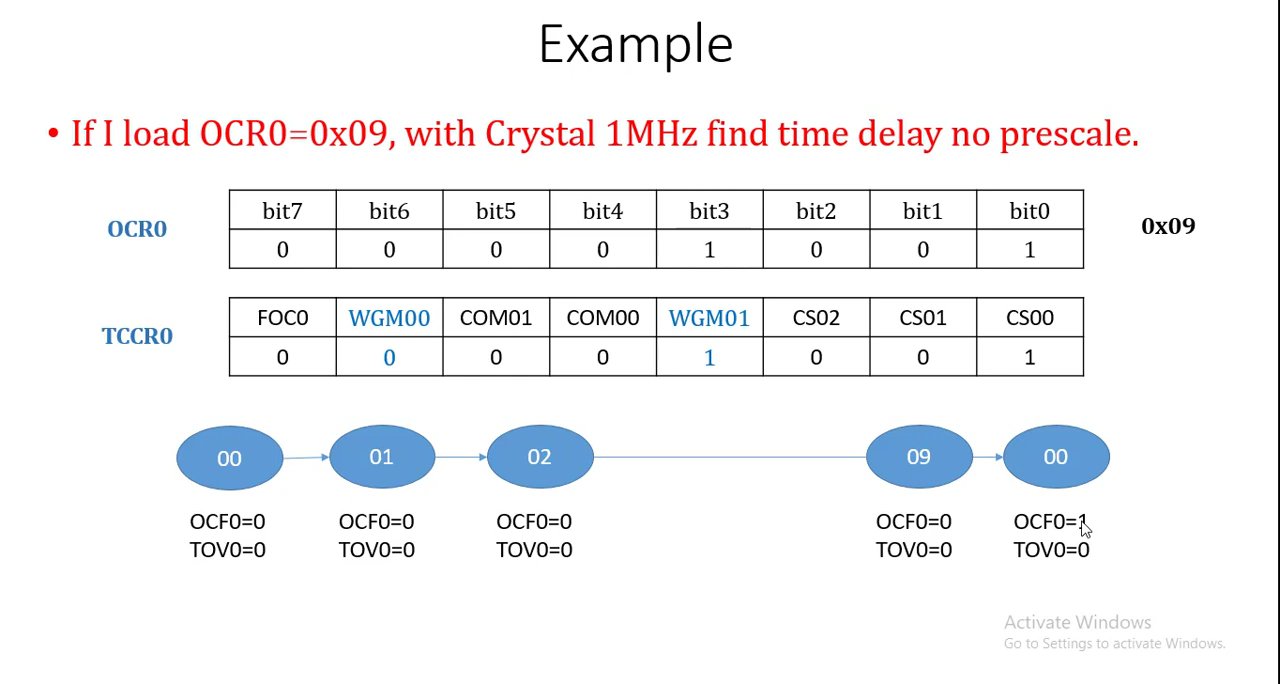 Example
• If I load OCR0=0x09, with Crystal 1MHz find time delay no prescale.
bit7 bit6 bit5 bit4 bit3 bit2 bit1 bit0
OCR0 0x09
0 0 0 0 1 0 0 1
FOC0 WGM00 COM01 COM00 WGM01 CS02 CS01 CS00
TCCR0
0 0 0 0 1 0 0 1
00 01 02 09 00
OCF0=0 OCF0=0 OCF0=0 OCF0=0 OCF0=1
TOV0=0 TOV0=0 TOV0=0 TOV0=0 TOV0=0
Activate Windows
Go to Settings to activate Windows.